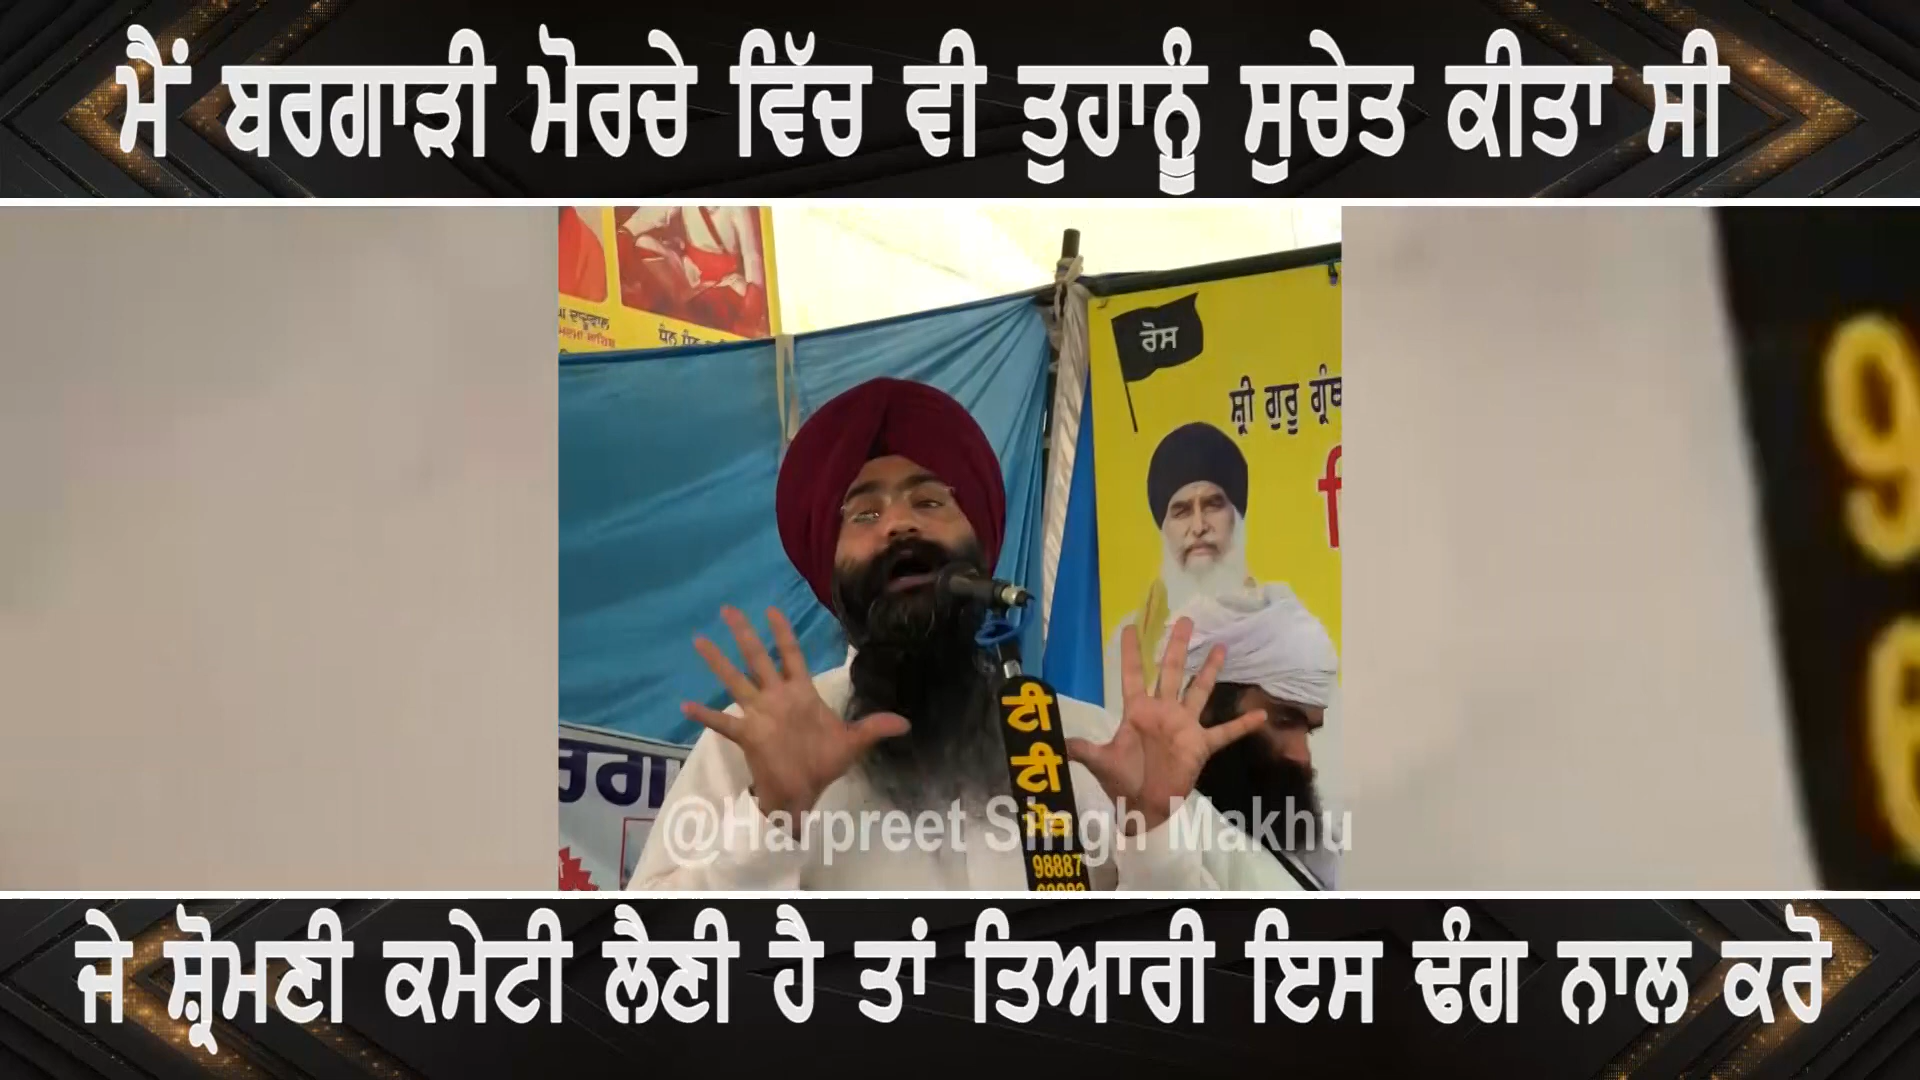 ਮੈਂ ਬਰਗਾੜੀ ਮੋਰਚੇ ਵਿੱਚ ਵੀ ਤੁਹਾਨੂੰ ਸੁਚੇਤ ਕੀਤਾ ਸੀ
ਰੋਸ
ਸ਼੍ਰੀ ਗੁਰੂ ਗ੍ਰੰਥ
ਧੰਨ ਧੰਨ
ਟੀ
ਟੀ
@Harpreet Singh Makhu
98887
ਜੇ ਸ਼੍ਰੋਮਣੀ ਕਮੇਟੀ ਲੈਣੀ ਹੈ ਤਾਂ ਤਿਆਰੀ ਇਸ ਢੰਗ ਨਾਲ ਕਰੋ